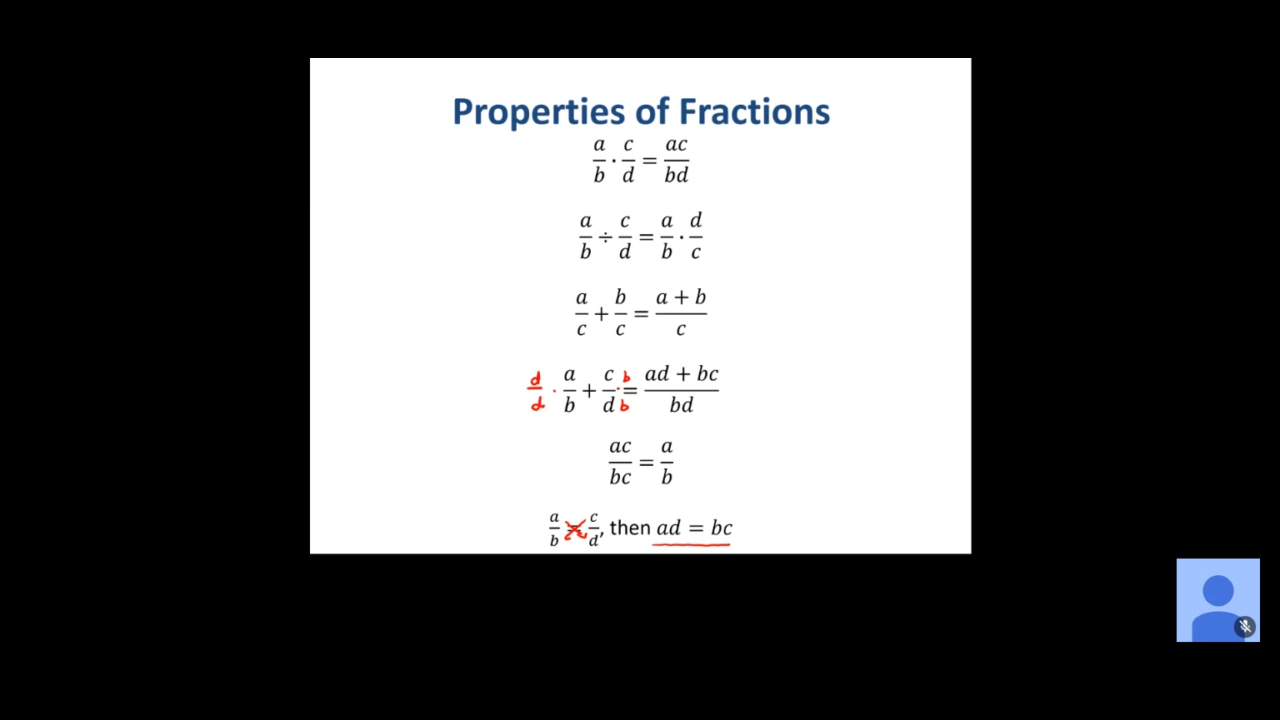 Properties of Fractions
a/b · c/d = ac/bd
a/b ÷ c/d = a/b · d/c
a/c + b/c = a + b/c
d/d · a/b + c/d · b/b = ad + bc/bd
ac/bc = a/b
a/b = c/d, then ad = bc